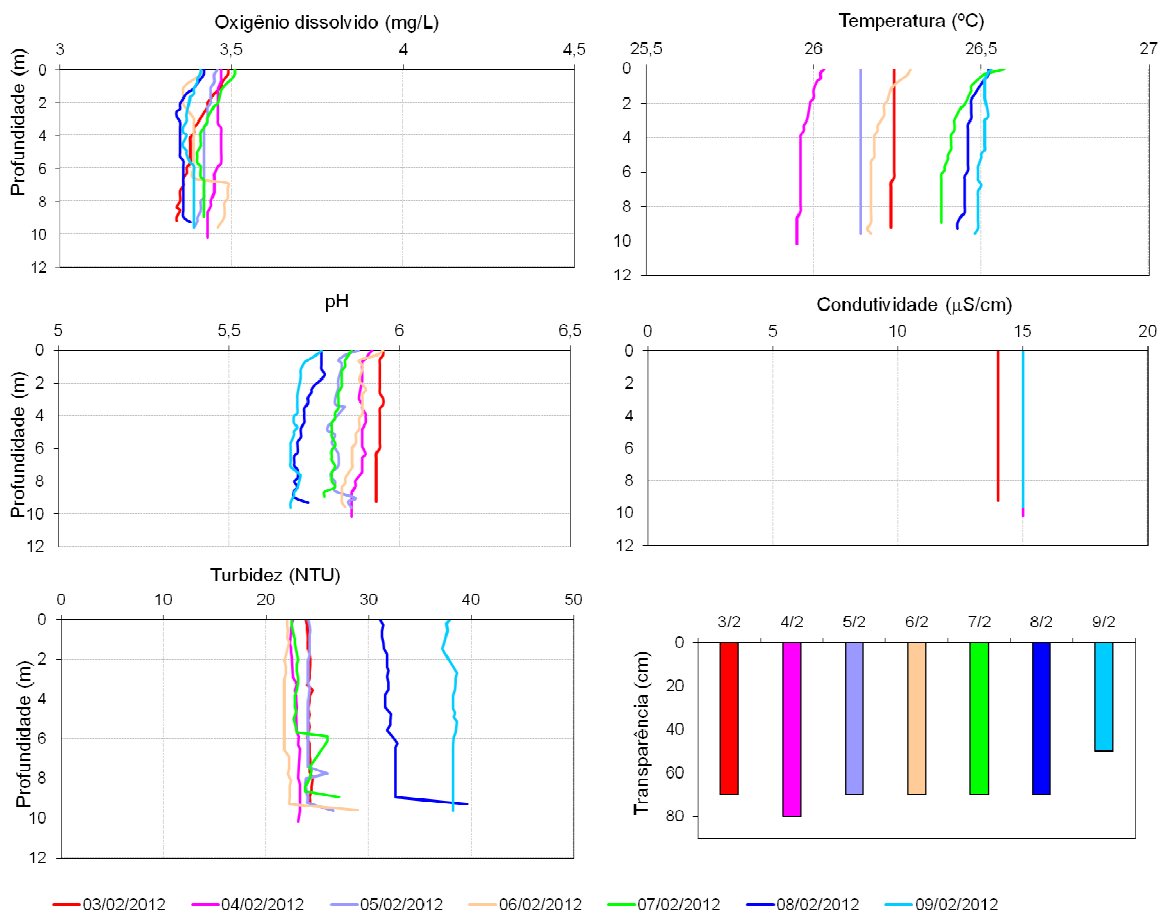 Oxigênio dissolvido (mg/L)
3 3,5 4 4,5
Profundidade (m)
0
2
4
6
8
10
12
Temperatura (ºC)
25,5 26 26,5 27
0
2
4
6
8
10
12
pH
5 5,5 6 6,5
Profundidade (m)
0
2
4
6
8
10
12
Condutividade (µS/cm)
0 5 10 15 20
0
2
4
6
8
10
12
Turbidez (NTU)
0 10 20 30 40 50
Profundidade (m)
0
2
4
6
8
10
12
3/2 4/2 5/2 6/2 7/2 8/2 9/2
Transparência (cm)
0
20
40
60
80
03/02/2012 04/02/2012 05/02/2012 06/02/2012 07/02/2012 08/02/2012 09/02/2012